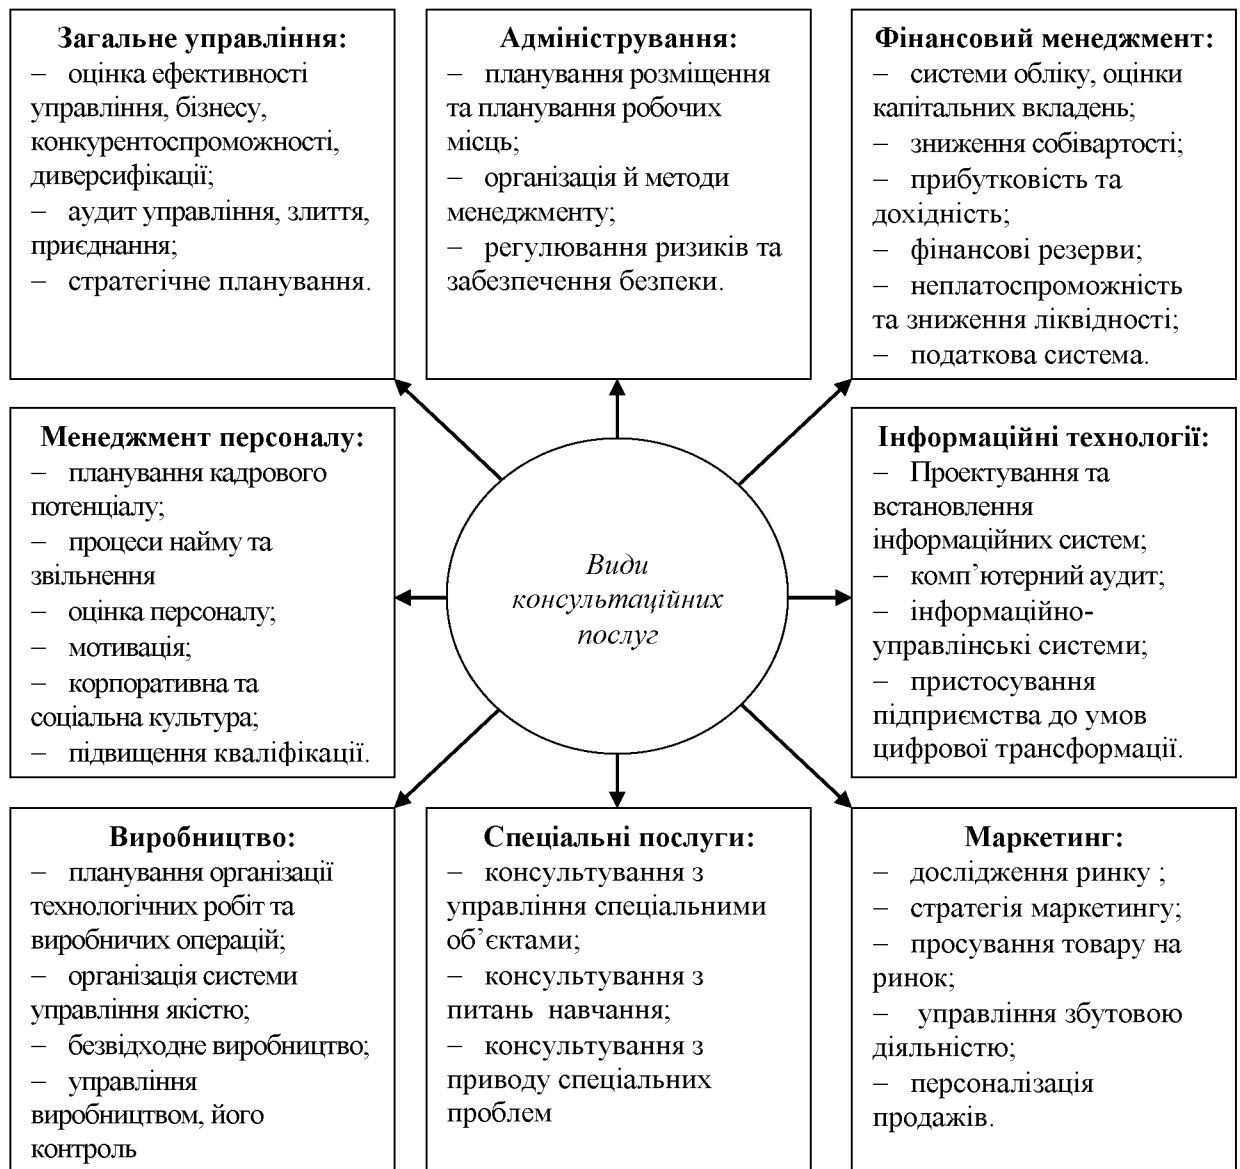 Загальне управління:
– оцінка ефективності
управління, бізнесу,
конкурентоспроможності,
диверсифікації;
– аудит управління, злиття,
приєднання;
– стратегічне планування.
Адміністрування:
– планування розміщення
та планування робочих
місць;
– організація й методи
менеджменту;
– регулювання ризиків та
забезпечення безпеки.
Фінансовий менеджмент:
– системи обліку, оцінки
капітальних вкладень;
– зниження собівартості;
– прибутковість та
дохідність;
– фінансові резерви;
– неплатоспроможність
та зниження ліквідності;
– податкова система.
Менеджмент персоналу:
– планування кадрового
потенціалу;
– процеси найму та
звільнення
– оцінка персоналу;
– мотивація;
– корпоративна та
соціальна культура;
– підвищення кваліфікації.
Види
консультаційних
послуг
Інформаційні технології:
– Проектування та
встановлення
інформаційних систем;
– комп’ютерний аудит;
– інформаційно-
управлінські системи;
– пристосування
підприємства до умов
цифрової трансформації.
Виробництво:
– планування організації
технологічних робіт та
виробничих операцій;
– організація системи
управління якістю;
– безвідходне виробництво;
– управління
виробництвом, його
контроль
Спеціальні послуги:
– консультування з
управління спеціальними
об’єктами;
– консультування з
питань навчання;
– консультування з
приводу спеціальних
проблем
Маркетинг:
– дослідження ринку ;
– стратегія маркетингу;
– просування товару на
ринок;
– управління збутовою
діяльністю;
– персоналізація
продажів.